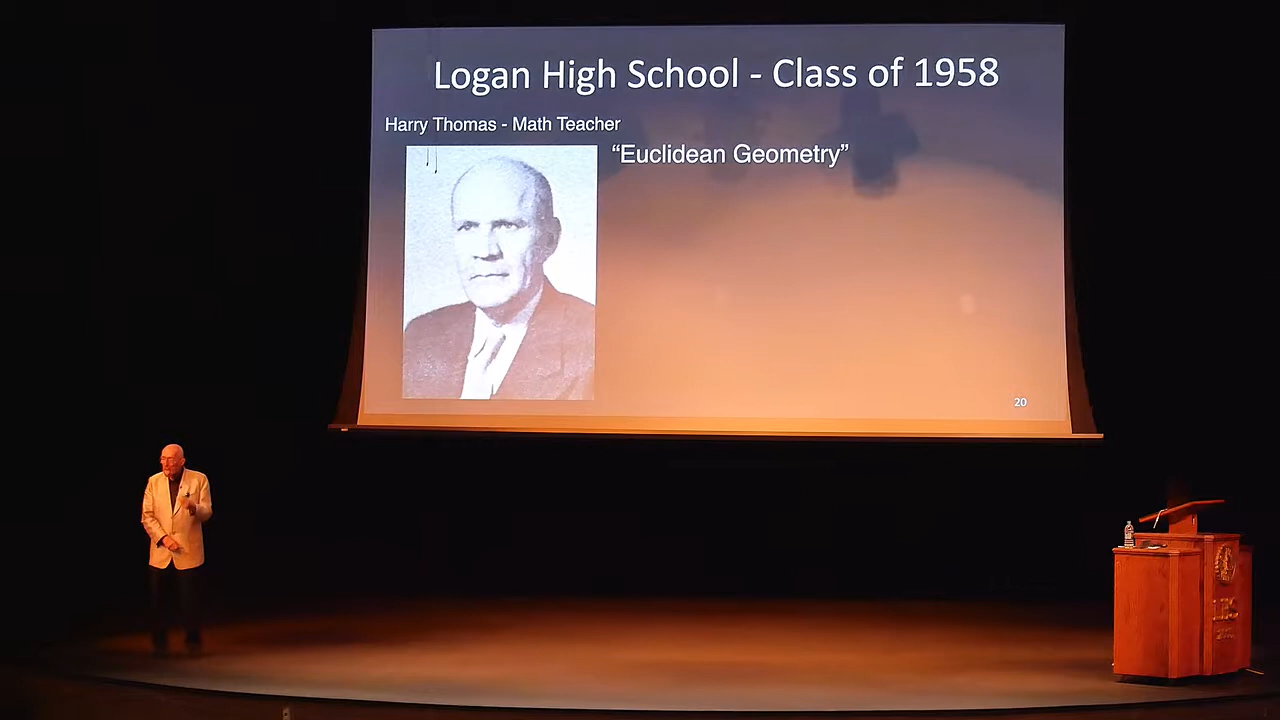 Logan High School - Class of 1958
Harry Thomas - Math Teacher
“Euclidean Geometry”
20